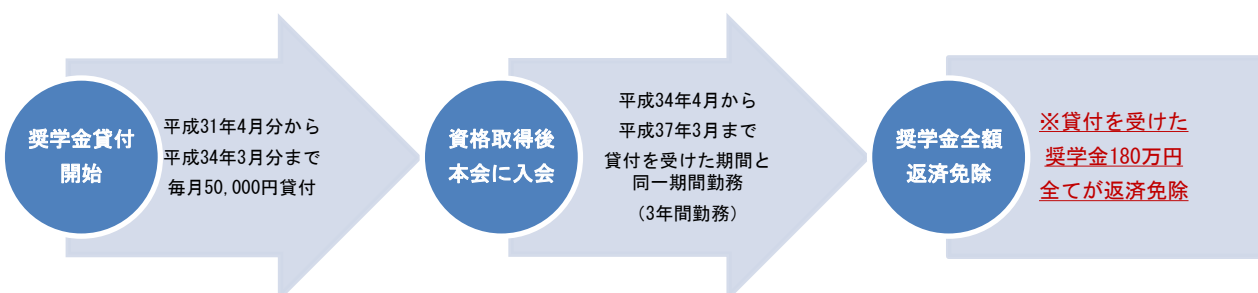 奨学金貸付
開始
平成31年4月分から
平成34年3月分まで
毎月50,000円貸付
資格取得後
本会に入会
平成34年4月から
平成37年3月まで
貸付を受けた期間と
同一期間勤務
（3年間勤務）
奨学金全額
返済免除
※貸付を受けた
奨学金180万円
全てが返済免除